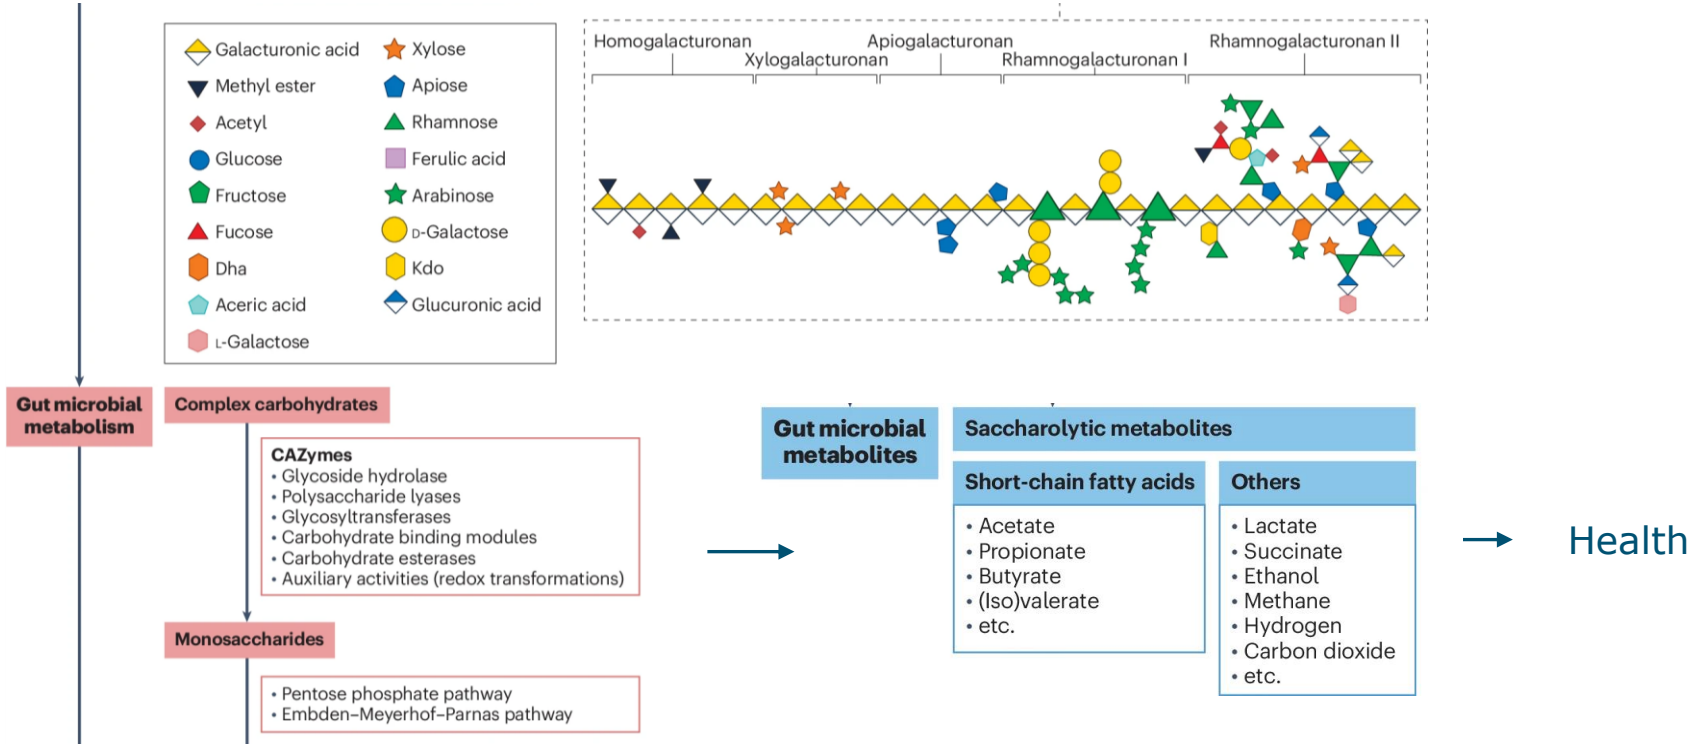 Galacturonic acid
Methyl ester
Acetyl
Glucose
Fructose
Fucose
Dha
Aceric acid
L-Galactose
Xylose
Apiose
Rhamnose
Ferulic acid
Arabinose
D-Galactose
Kdo
Glucuronic acid
Homogalacturonan
Xylogalacturonan
Apiogalacturonan
Rhamnogalacturonan I
Rhamnogalacturonan II
Gut microbial
metabolism
Complex carbohydrates
CAZymes
• Glycoside hydrolase
• Polysaccharide lyases
• Glycosyltransferases
• Carbohydrate binding modules
• Carbohydrate esterases
• Auxiliary activities (redox transformations)
Monosaccharides
• Pentose phosphate pathway
• Embden–Meyerhof–Parnas pathway
Gut microbial
metabolites
Saccharolytic metabolites
Short-chain fatty acids
• Acetate
• Propionate
• Butyrate
• (Iso)valerate
• etc.
Others
• Lactate
• Succinate
• Ethanol
• Methane
• Hydrogen
• Carbon dioxide
• etc.
Health